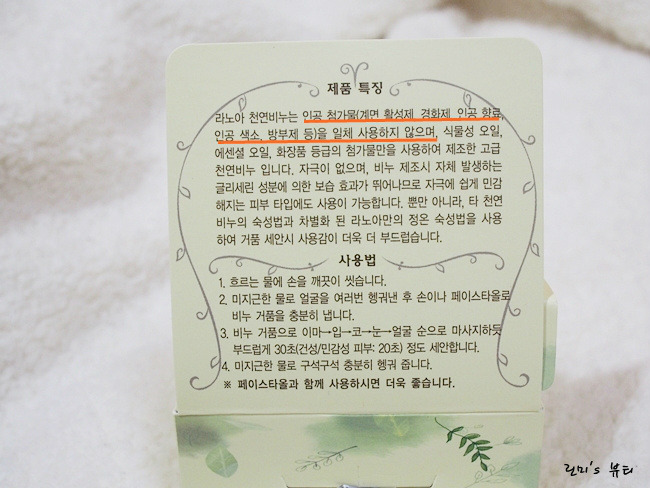 제품 특징
라노아 천연비누는 인공 첨가물(계면 활성제, 경화제, 인공 향료,
인공 색소, 방부제 등)을 일체 사용하지 않으며, 식물성 오일,
에센셜 오일, 화장품 등급의 첨가물만을 사용하여 제조한 고급
천연비누 입니다. 자극이 없으며, 비누 제조시 자체 발생하는
글리세린 성분에 의한 보습 효과가 뛰어나므로 자극에 쉽게 민감
해지는 피부 타입에도 사용이 가능합니다. 뿐만 아니라, 타 천연
비누의 숙성법과 차별화 된 라노아만의 정온 숙성법을 사용
하여 거품 세안시 사용감이 더욱 더 부드럽습니다.
사용법
1. 흐르는 물에 손을 깨끗이 씻습니다.
2. 미지근한 물로 얼굴을 여러번 헹궈낸 후 손이나 페이스타올로
비누 거품을 충분히 냅니다.
3. 비누 거품으로 이마→입→코→눈→얼굴 순으로 마사지하듯
부드럽게 30초(건성/민감성 피부: 20초) 정도 세안합니다.
4. 미지근한 물로 구석구석 충분히 헹궈 줍니다.
※ 페이스타올과 함께 사용하시면 더욱 좋습니다.
린미's 뷰티